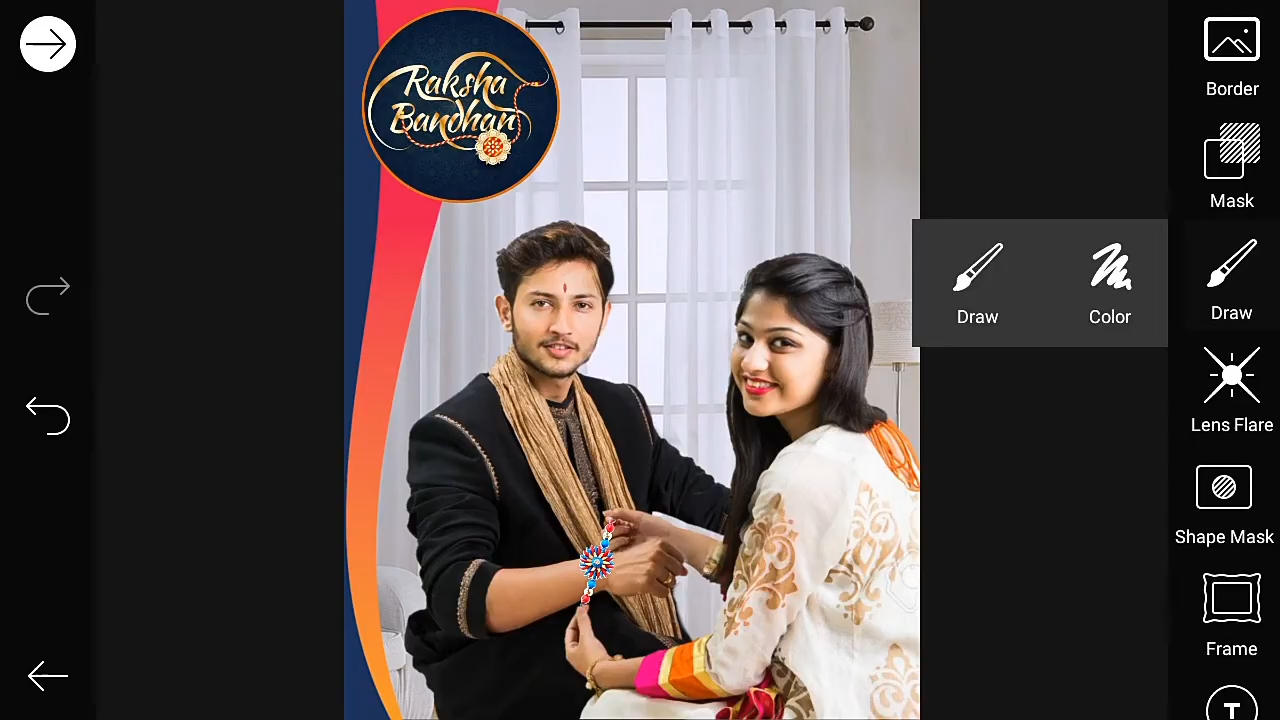 Raksha
Bandhan
Border
Mask
Draw
Color
Draw
Lens Flare
Shape Mask
Frame
T